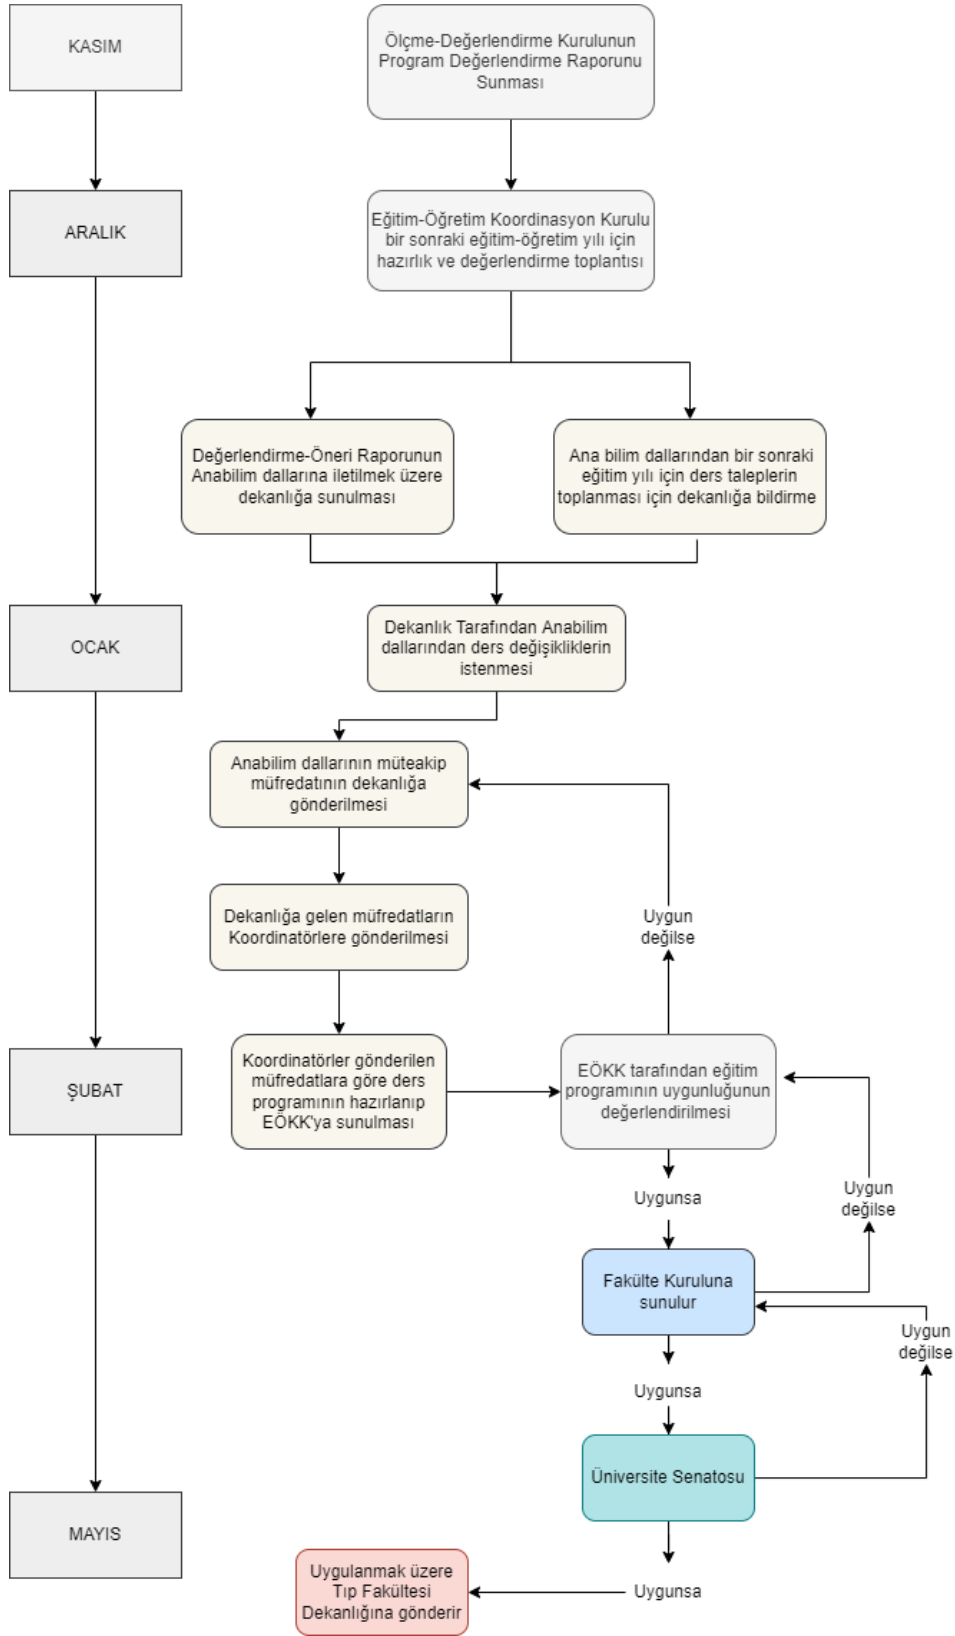 KASIM
Ölçme-Değerlendirme Kurulunun
Program Değerlendirme Raporunu
Sunması
ARALIK
Eğitim-Öğretim Koordinasyon Kurulu
bir sonraki eğitim-öğretim yılı için
hazırlık ve değerlendirme toplantısı
Değerlendirme-Öneri Raporunun
Anabilim dallarına iletilmek üzere
dekanlığa sunulması
Ana bilim dallarından bir sonraki
eğitim yılı için ders taleplerin
toplanması için dekanlığa bildirme
OCAK
Dekanlık Tarafından Anabilim
dallarından ders değişikliklerin
istenmesi
Anabilim dallarının müteakip
müfredatının dekanlığa
gönderilmesi
Dekanlığa gelen müfredatların
Koordinatörlere gönderilmesi
Uygun
değilse
ŞUBAT
Koordinatörler gönderilen
müfredatlara göre ders
programının hazırlanıp
EÖKK'ya sunulması
EÖKK tarafından eğitim
programının uygunluğunun
değerlendirilmesi
Uygunsa
Uygun
değilse
Fakülte Kuruluna
sunulur
Uygun
değilse
Uygunsa
Üniversite Senatosu
MAYIS
Uygunsa
Uygulanmak üzere
Tıp Fakültesi
Dekanlığına gönderir